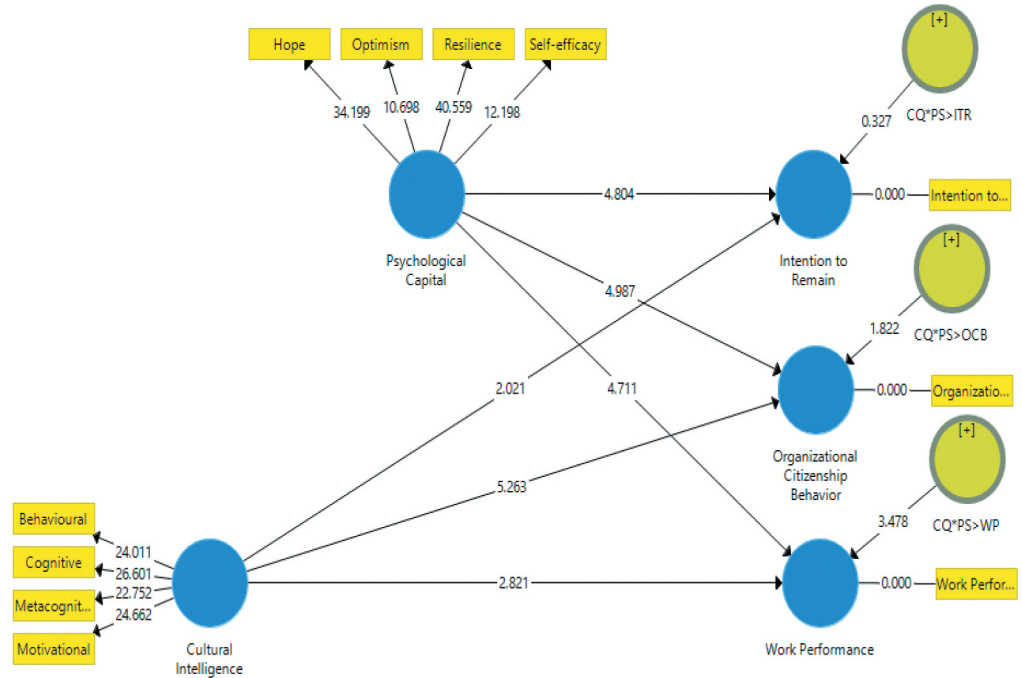 [+]
Hope
Optimism
Resilience
Self-efficacy
34.199
10.698
40.559
12.198
0.327
CQ*PS>ITR
4.804
0.000
Intention to...
Psychological
Capital
Intention to
Remain
[+]
4.987
1.822
CQ*PS>OCB
2.021
4.711
0.000
Organizatio...
[+]
Organizational
Citizenship
Behavior
5.263
3.478
CQ*PS>WP
Behavioural
24.011
Cognitive
26.601
Metacognit...
22.752
24.662
Motivational
2.821
0.000
Work Perfor...
Cultural
Intelligence
Work Performance